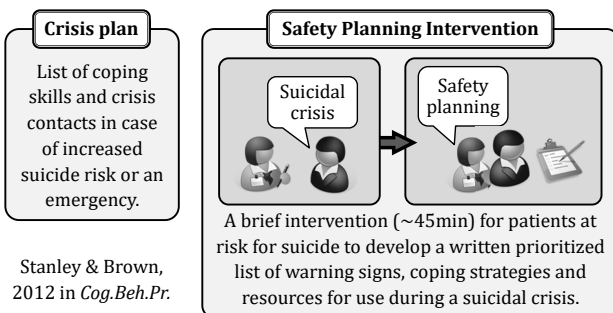 Crisis plan
List of coping
skills and crisis
contacts in case
of increased
suicide risk or an
emergency.
Stanley & Brown,
2012 in Cog.Beh.Pr.
Safety Planning Intervention
Suicidal
crisis
Safety
planning
A brief intervention (~45min) for patients at
risk for suicide to develop a written prioritized
list of warning signs, coping strategies and
resources for use during a suicidal crisis.